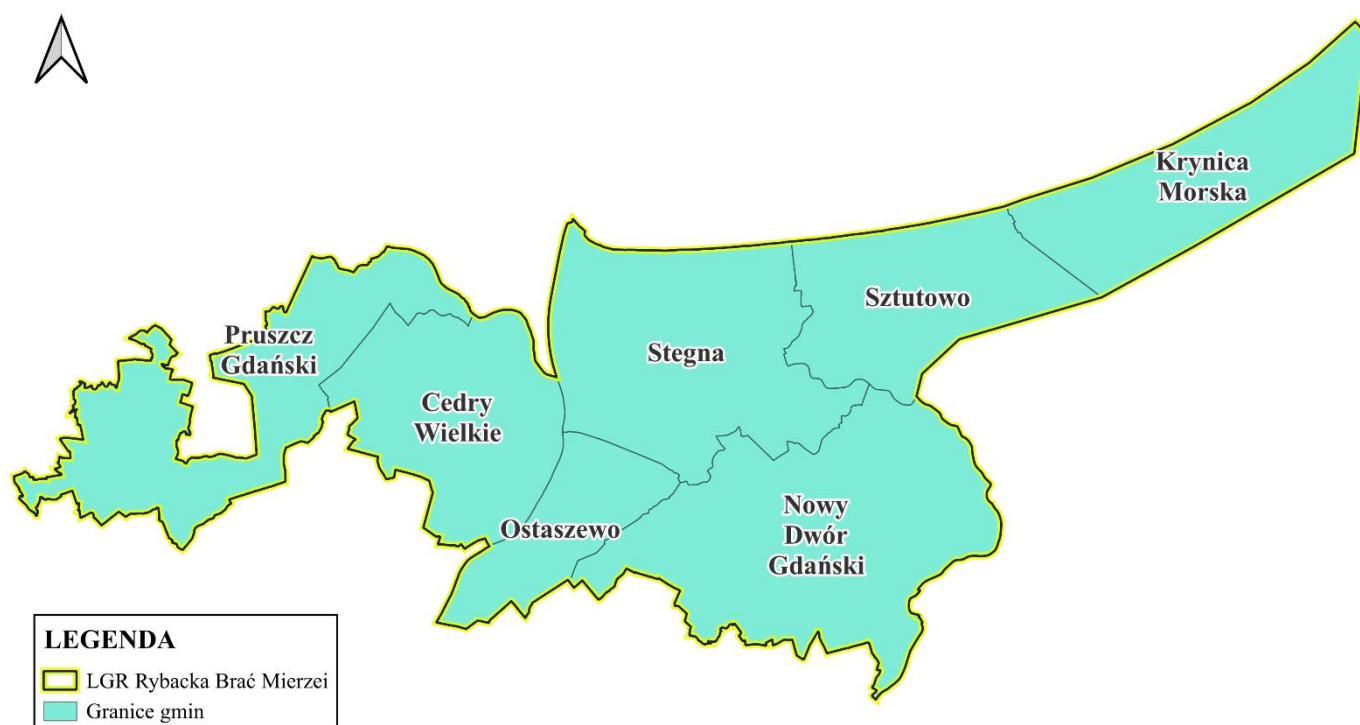 Krynica
Morska
Sztutowo
Pruszcz
Gdański
Stegna
Cedry
Wielkie
Nowy
Dwór
Gdański
Ostaszewo
LEGENDA
LGR Rybacka Brać Mierzei
Granice gmin